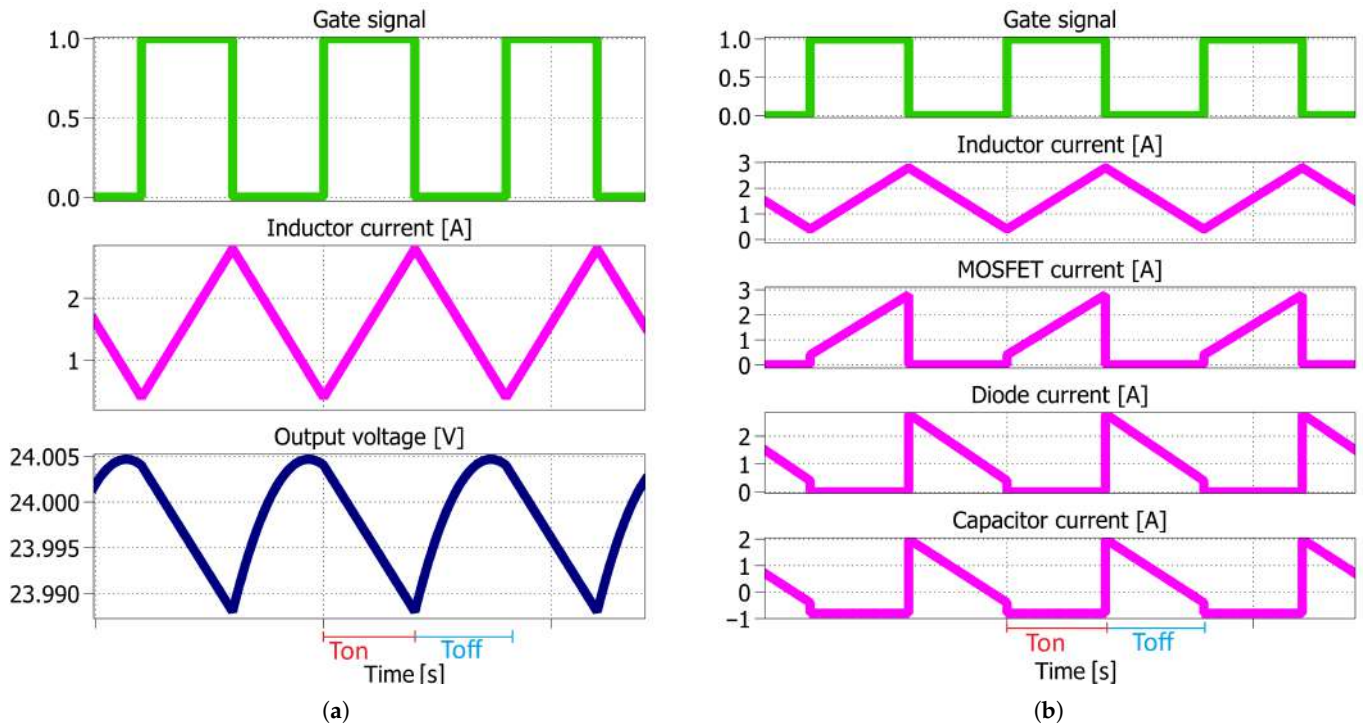 Gate signal
1.0
0.5
0.0
Inductor current [A]
2
1
Output voltage [V]
24.005
24.000
23.995
23.990
Ton Toff
Time [s]
(a)
Gate signal
1.0
0.5
0.0
Inductor current [A]
3
2
1
0
MOSFET current [A]
3
2
1
0
Diode current [A]
2
1
0
Capacitor current [A]
2
1
0
−1
Ton Toff
Time [s]
(b)